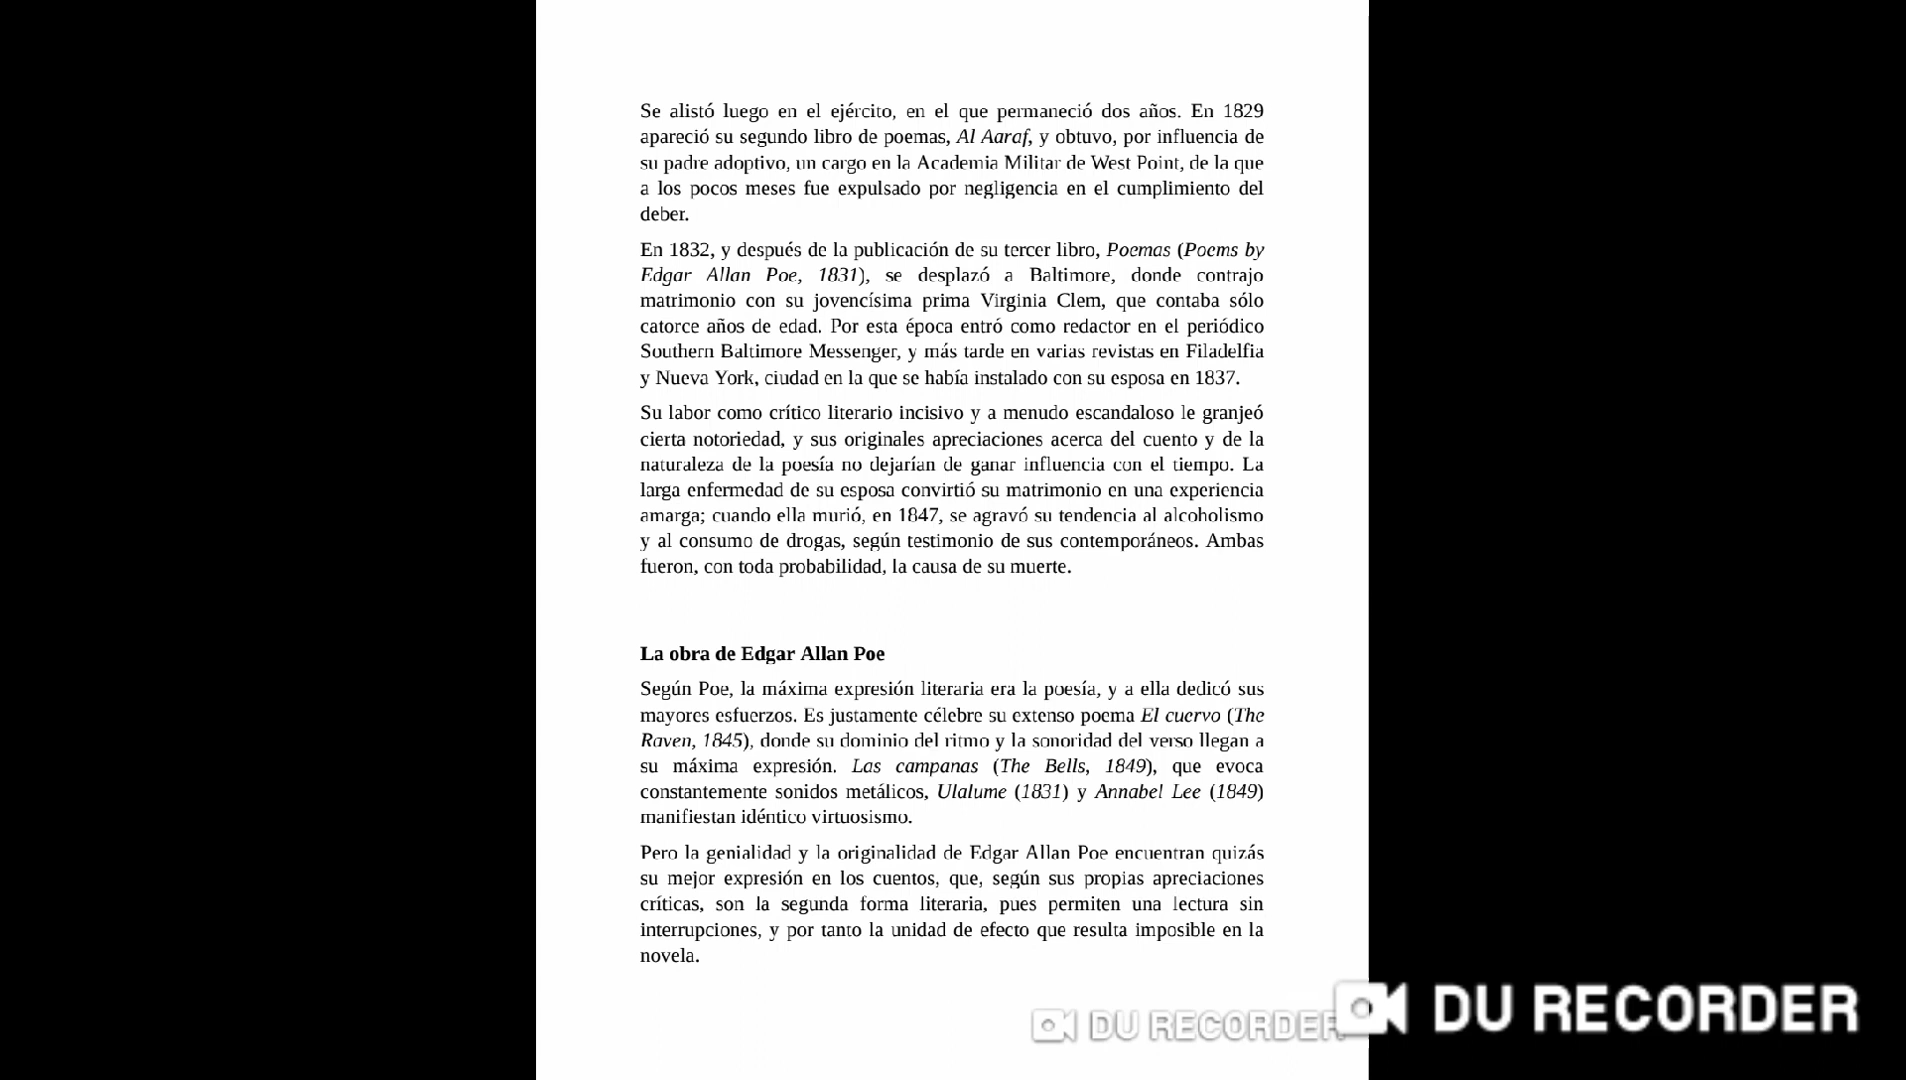 Se alistó luego en el ejército, en el que permaneció dos años. En 1829
apareció su segundo libro de poemas, Al Aaraf, y obtuvo, por influencia de
su padre adoptivo, un cargo en la Academia Militar de West Point, de la que
a los pocos meses fue expulsado por negligencia en el cumplimiento del
deber.
En 1832, y después de la publicación de su tercer libro, Poemas (Poems by
Edgar Allan Poe, 1831), se desplazó a Baltimore, donde contrajo
matrimonio con su jovencísima prima Virginia Clem, que contaba sólo
catorce años de edad. Por esta época entró como redactor en el periódico
Southern Baltimore Messenger, y más tarde en varias revistas en Filadelfia
y Nueva York, ciudad en la que se había instalado con su esposa en 1837.
Su labor como crítico literario incisivo y a menudo escandaloso le granjeó
cierta notoriedad, y sus originales apreciaciones acerca del cuento y de la
naturaleza de la poesía no dejarían de ganar influencia con el tiempo. La
larga enfermedad de su esposa convirtió su matrimonio en una experiencia
amarga; cuando ella murió, en 1847, se agravó su tendencia al alcoholismo
y al consumo de drogas, según testimonio de sus contemporáneos. Ambas
fueron, con toda probabilidad, la causa de su muerte.
La obra de Edgar Allan Poe
Según Poe, la máxima expresión literaria era la poesía, y a ella dedicó sus
mayores esfuerzos. Es justamente célebre su extenso poema El cuervo (The
Raven, 1845), donde su dominio del ritmo y la sonoridad del verso llegan a
su máxima expresión. Las campanas (The Bells, 1849), que evoca
constantemente sonidos metálicos, Ulalume (1831) y Annabel Lee (1849)
manifiestan idéntico virtuosismo.
Pero la genialidad y la originalidad de Edgar Allan Poe encuentran quizás
su mejor expresión en los cuentos, que, según sus propias apreciaciones
críticas, son la segunda forma literaria, pues permiten una lectura sin
interrupciones, y por tanto la unidad de efecto que resulta imposible en la
novela.
DU RECORDER
DU RECORDER